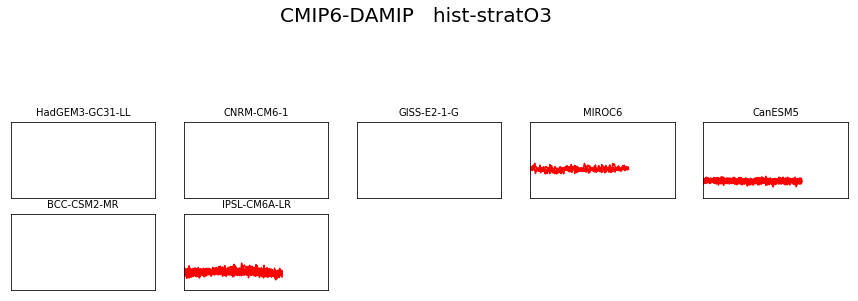 CMIP6-DAMIP   hist-stratO3
HadGEM3-GC31-LL
CNRM-CM6-1
GISS-E2-1-G
MIROC6
CanESM5
BCC-CSM2-MR
IPSL-CM6A-LR